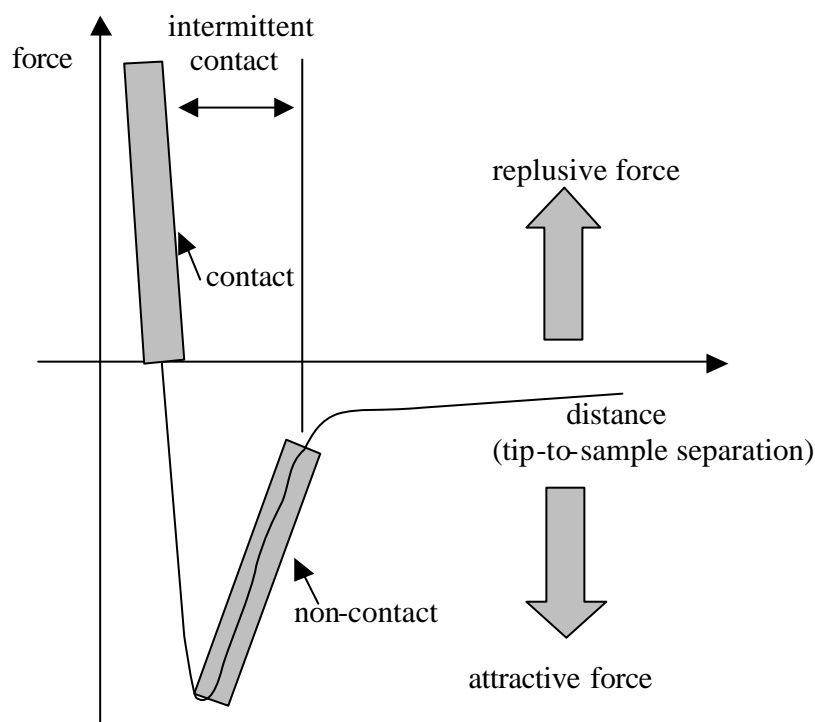 intermittent
contact
force
replusive force
contact
distance
(tip-to-sample separation)
non-contact
attractive force